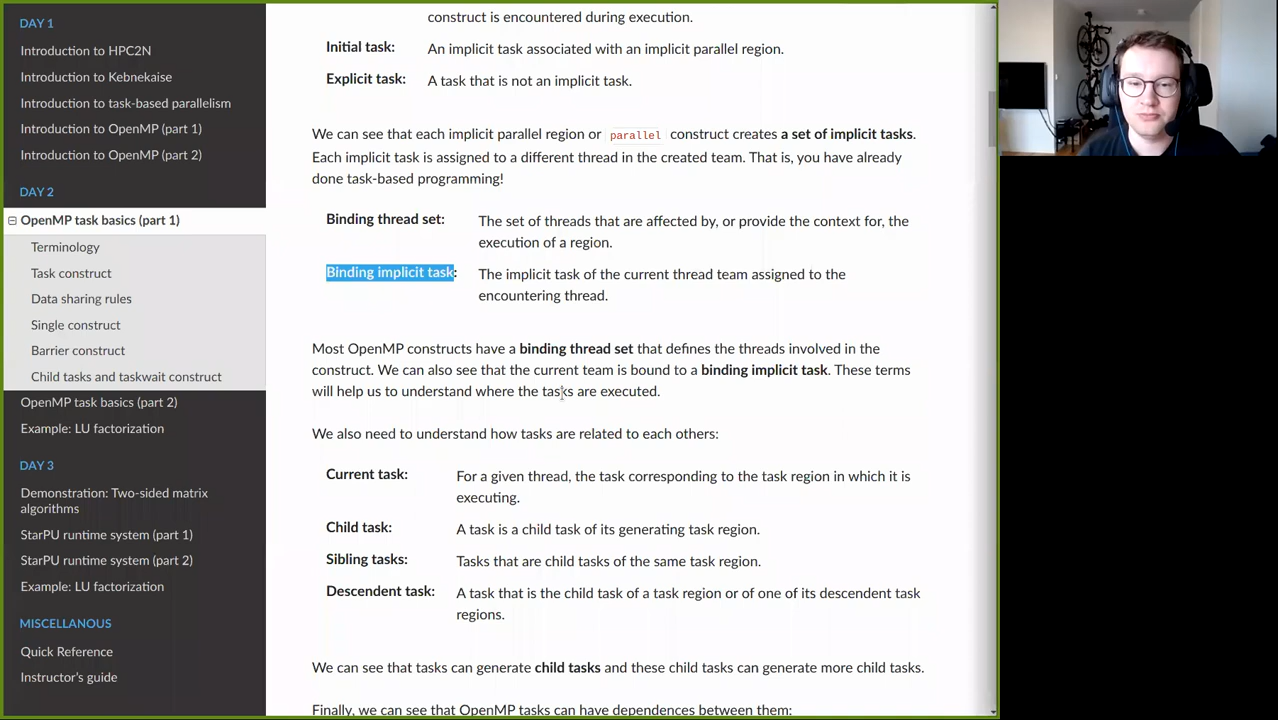 DAY 1
Introduction to HPC2N
Introduction to Kebnekaise
Introduction to task-based parallelism
Introduction to OpenMP (part 1)
Introduction to OpenMP (part 2)
DAY 2
OpenMP task basics (part 1)
Terminology
Task construct
Data sharing rules
Single construct
Barrier construct
Child tasks and taskwait construct
OpenMP task basics (part 2)
Example: LU factorization
DAY 3
Demonstration: Two-sided matrix
algorithms
StarPU runtime system (part 1)
StarPU runtime system (part 2)
Example: LU factorization
MISCELLANOUS
Quick Reference
Instructor's guide
construct is encountered during execution.
Initial task: An implicit task associated with an implicit parallel region.
Explicit task: A task that is not an implicit task.
We can see that each implicit parallel region or parallel construct creates a set of implicit tasks.
Each implicit task is assigned to a different thread in the created team. That is, you have already
done task-based programming!
Binding thread set: The set of threads that are affected by, or provide the context for, the
execution of a region.
Binding implicit task: The implicit task of the current thread team assigned to the
encountering thread.
Most OpenMP constructs have a binding thread set that defines the threads involved in the
construct. We can also see that the current team is bound to a binding implicit task. These terms
will help us to understand where the tasks are executed.
We also need to understand how tasks are related to each others:
Current task: For a given thread, the task corresponding to the task region in which it is
executing.
Child task: A task is a child task of its generating task region.
Sibling tasks: Tasks that are child tasks of the same task region.
Descendent task: A task that is the child task of a task region or of one of its descendent task
regions.
We can see that tasks can generate child tasks and these child tasks can generate more child tasks.
Finally, we can see that OpenMP tasks can have dependences between them: